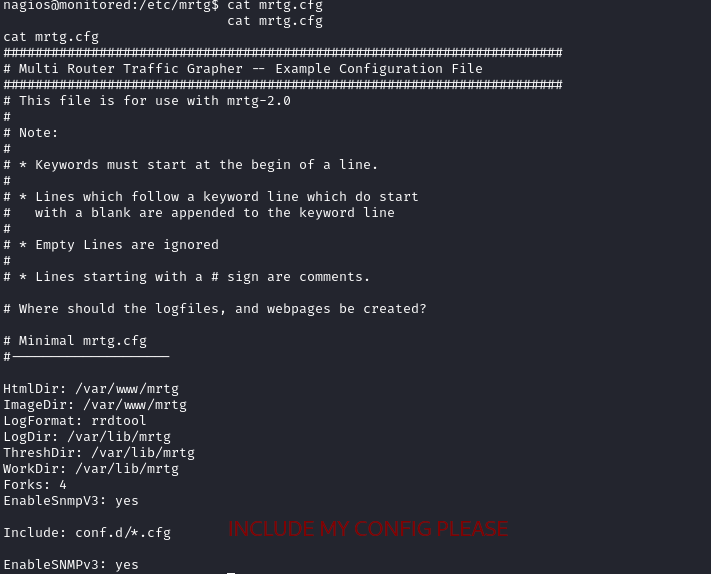 nagios@monitored:/etc/mrtg$ cat mrtg.cfg
cat mrtg.cfg
cat mrtg.cfg
######################################################################
# Multi Router Traffic Grapher -- Example Configuration File
######################################################################
# This file is for use with mrtg-2.0
#
# Note:
#
# * Keywords must start at the begin of a line.
#
# * Lines which follow a keyword line which do start
#   with a blank are appended to the keyword line
#
# * Empty Lines are ignored
#
# * Lines starting with a # sign are comments.
# Where should the logfiles, and webpages be created?
# Minimal mrtg.cfg
#--------------------
HtmlDir: /var/www/mrtg
ImageDir: /var/www/mrtg
LogFormat: rrdtool
LogDir: /var/lib/mrtg
ThreshDir: /var/lib/mrtg
WorkDir: /var/lib/mrtg
Forks: 4
EnableSnmpV3: yes
Include: conf.d/*.cfg INCLUDE MY CONFIG PLEASE
EnableSNMPv3: yes